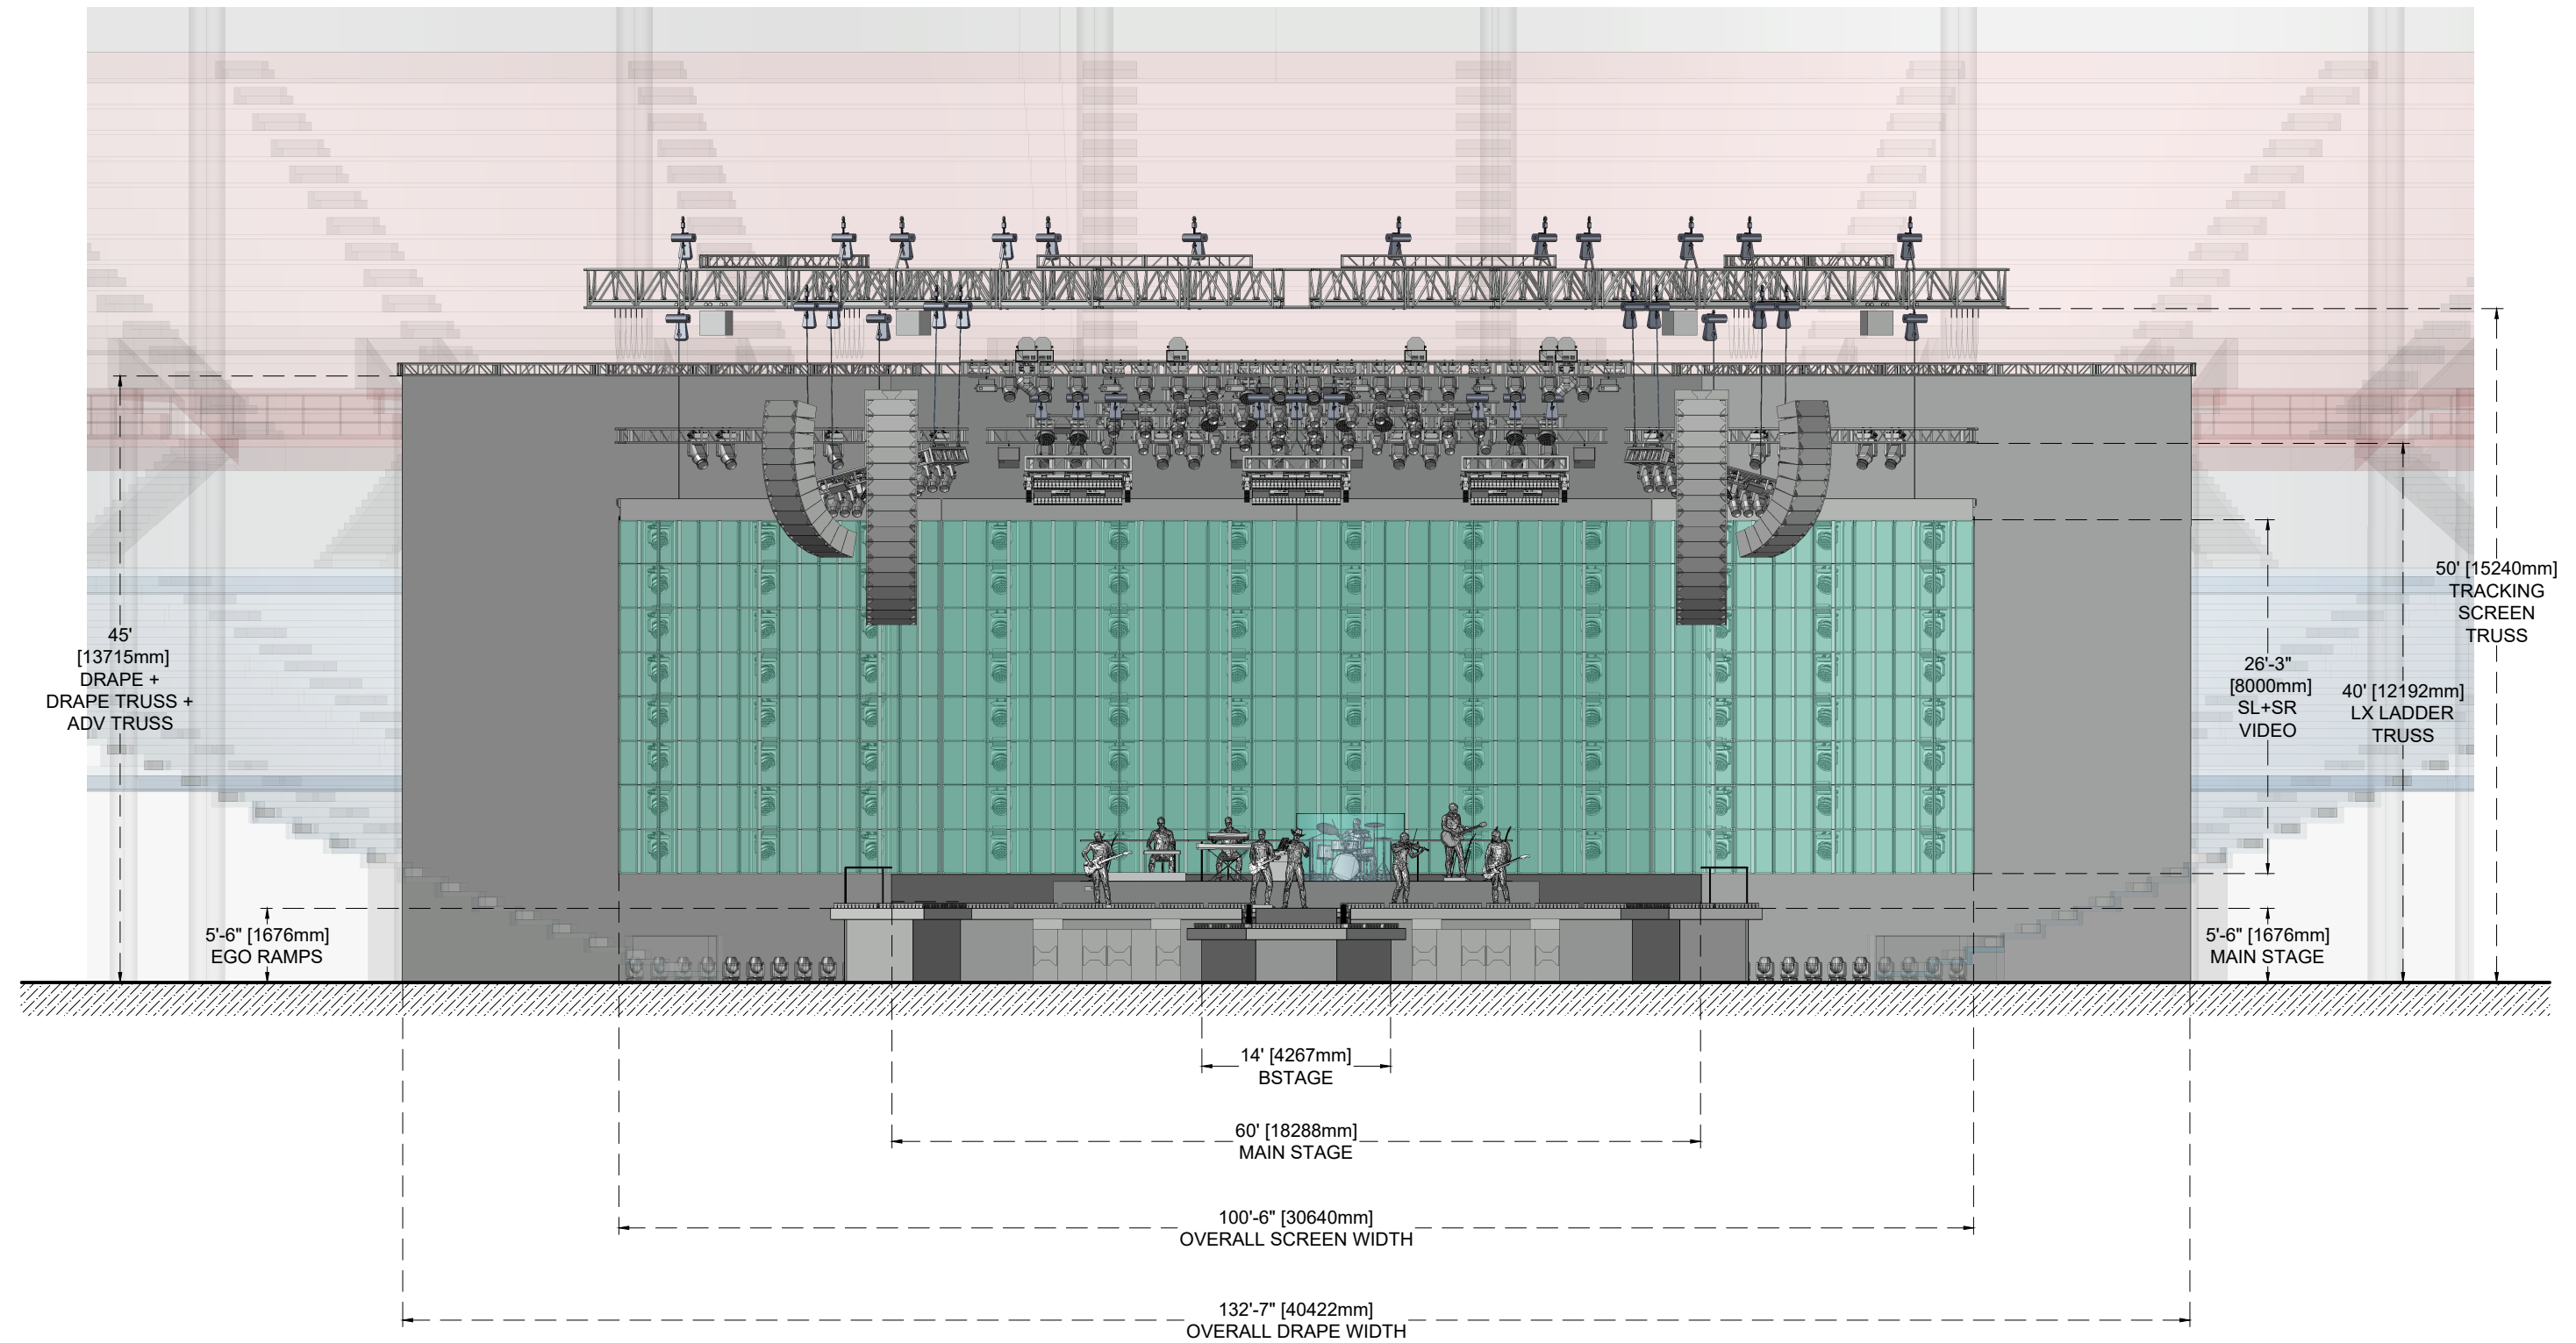 45'
[13715mm]
DRAPE +
DRAPE TRUSS +
ADV TRUSS
5'-6" [1676mm]
EGO RAMPS
50' [15240mm]
TRACKING
SCREEN
TRUSS
26'-3"
[8000mm]
SL+SR
VIDEO
40' [12192mm]
LX LADDER
TRUSS
5'-6" [1676mm]
MAIN STAGE
14' [4267mm]
BSTAGE
60' [18288mm]
MAIN STAGE
100'-6" [30640mm]
OVERALL SCREEN WIDTH
132'-7" [40422mm]
OVERALL DRAPE WIDTH